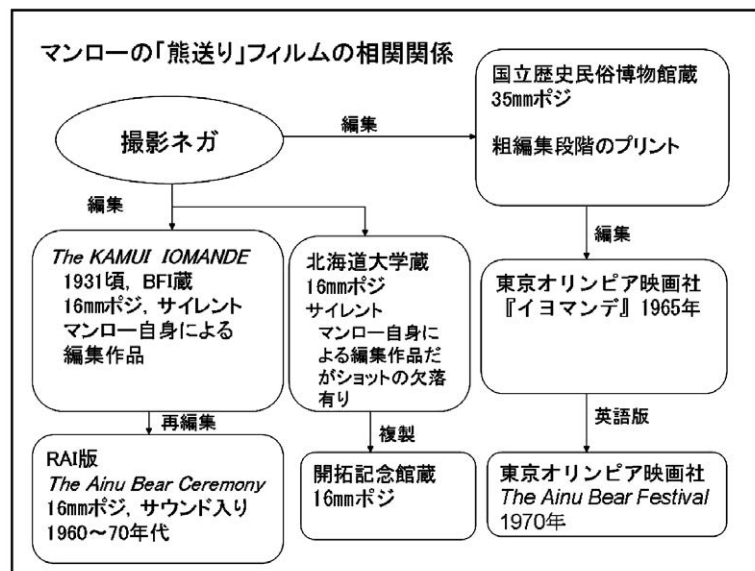 マンローの「熊送り」フィルムの相関関係
撮影ネガ
編集
国立歴史民俗博物館蔵
35mmポジ
粗編集段階のプリント
編集
編集
The KAMUI IOMANDE
1931頃, BFI蔵
16mmポジ, サイレント
マンロー自身による
編集作品
北海道大学蔵
16mmポジ
サイレント
マンロー自身に
よる編集作品だ
がショットの欠落
有り
東京オリンピア映画社
『イヨマンデ』1965年
再編集
複製
英語版
RAI版
The Ainu Bear Ceremony
16mmポジ, サウンド入り
1960～70年代
開拓記念館蔵
16mmポジ
東京オリンピア映画社
The Ainu Bear Festival
1970年